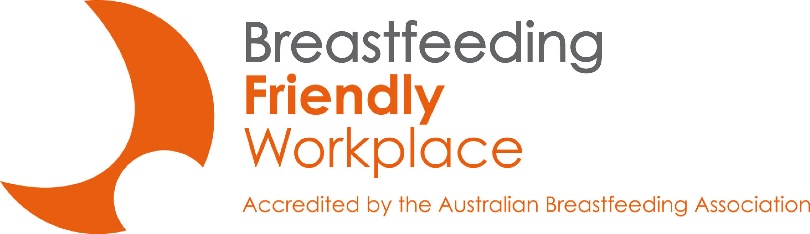 Breastfeeding
Friendly
Workplace
Accredited by the Australian Breastfeeding Association